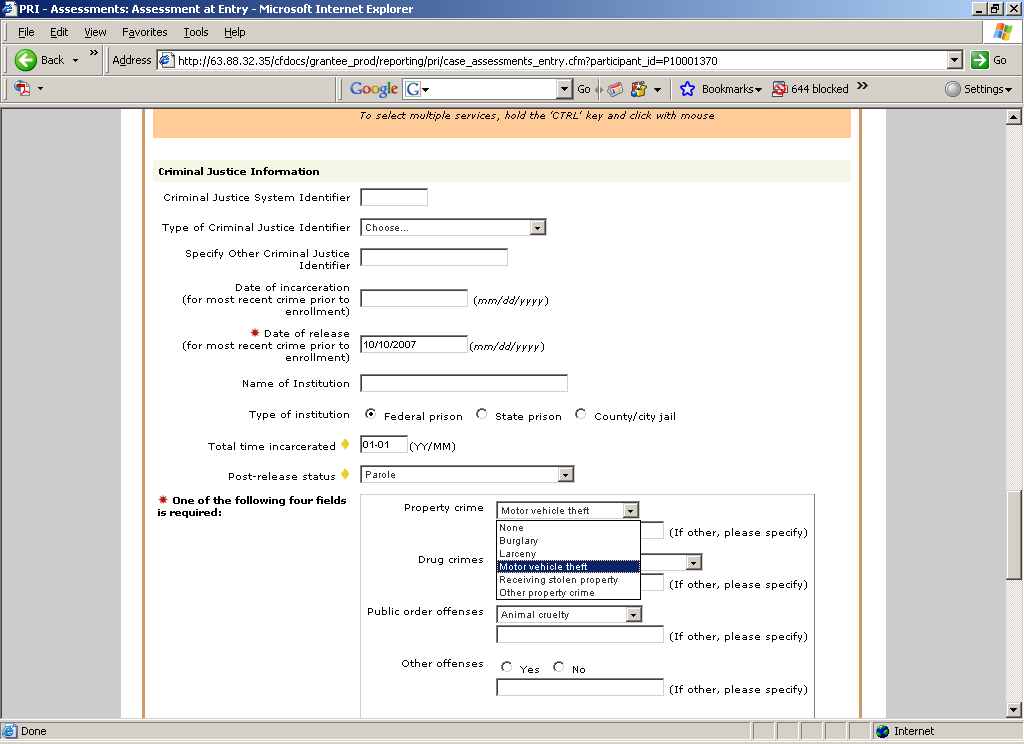 PRI - Assessments: Assessment at Entry - Microsoft Internet Explorer
File Edit View Favorites Tools Help
Back » Address http://63.88.32.35/cfdocs/grantee_prod/reporting/pri/case_assessments_entry.cfm?participant_id=P10001370 Go
Google G Go Bookmarks 644 blocked » Settings
To select multiple services, hold the 'CTRL' key and click with mouse
Criminal Justice Information
Criminal Justice System Identifier
Type of Criminal Justice Identifier Choose...
Specify Other Criminal Justice
Identifier
Date of incarceration
(for most recent crime prior to (mm/dd/yyyy)
enrollment)
* Date of release
(for most recent crime prior to 10/10/2007 (mm/dd/yyyy)
enrollment)
Name of Institution
Type of institution Federal prison State prison County/city jail
Total time incarcerated 01-01 (YY/MM)
Post-release status Parole
* One of the following four fields
is required:
Property crime Motor vehicle theft
None
(If other, please specify)
Burglary
Larceny
Drug crimes
Motor vehicle theft
Receiving stolen property
(If other, please specify)
Other property crime
Public order offenses Animal cruelty
(If other, please specify)
Other offenses Yes No
(If other, please specify)
Done Internet